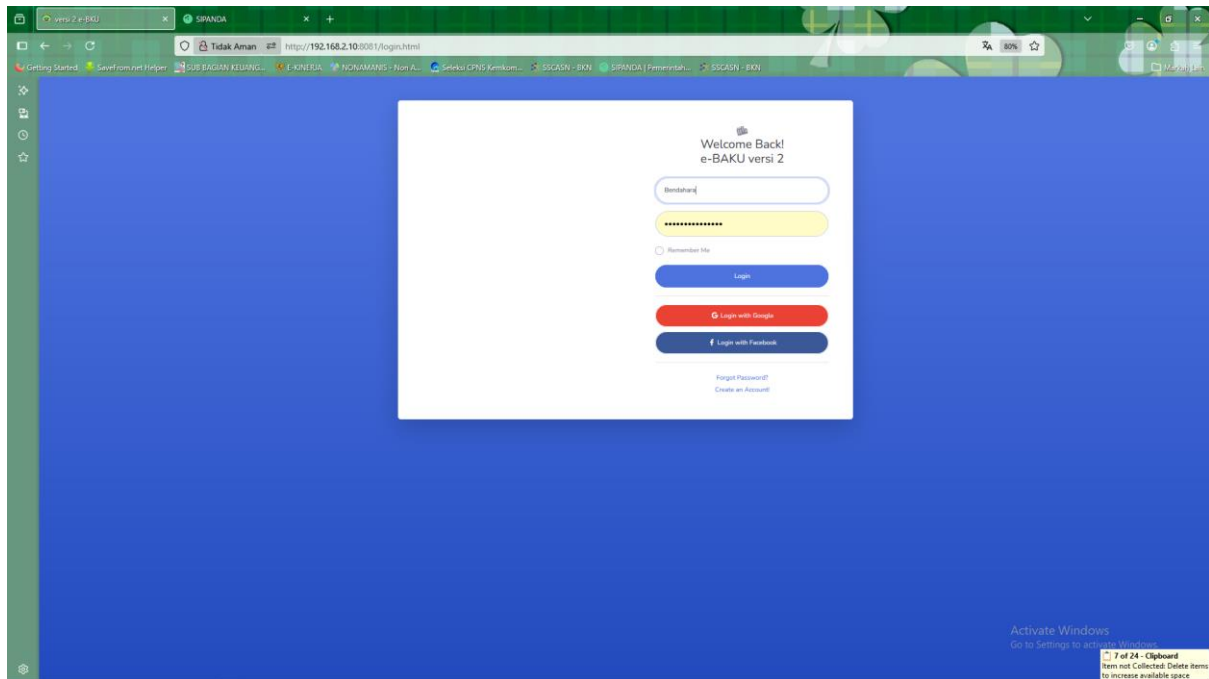 versi 2 e-BKU
SIPANDA
Tidak Aman
http://192.168.2.10:8081/login.html
80%
Getting Started
Savefrom.net Helper
SUB BAGIAN KEUANG...
E-KINERJA
NONAMANIS - Non A...
Seleksi CPNS Kemkom...
SSCASN - BKN
SIPANDA | Pemerintah...
SSCASN - BKN
Markah Lain
Welcome Back!
e-BAKU versi 2
Bendahara
Remember Me
Login
Login with Google
Login with Facebook
Forgot Password?
Create an Account!
Activate Windows
Go to Settings to activate Windows.
7 of 24 - Clipboard
Item not Collected: Delete items
to increase available space